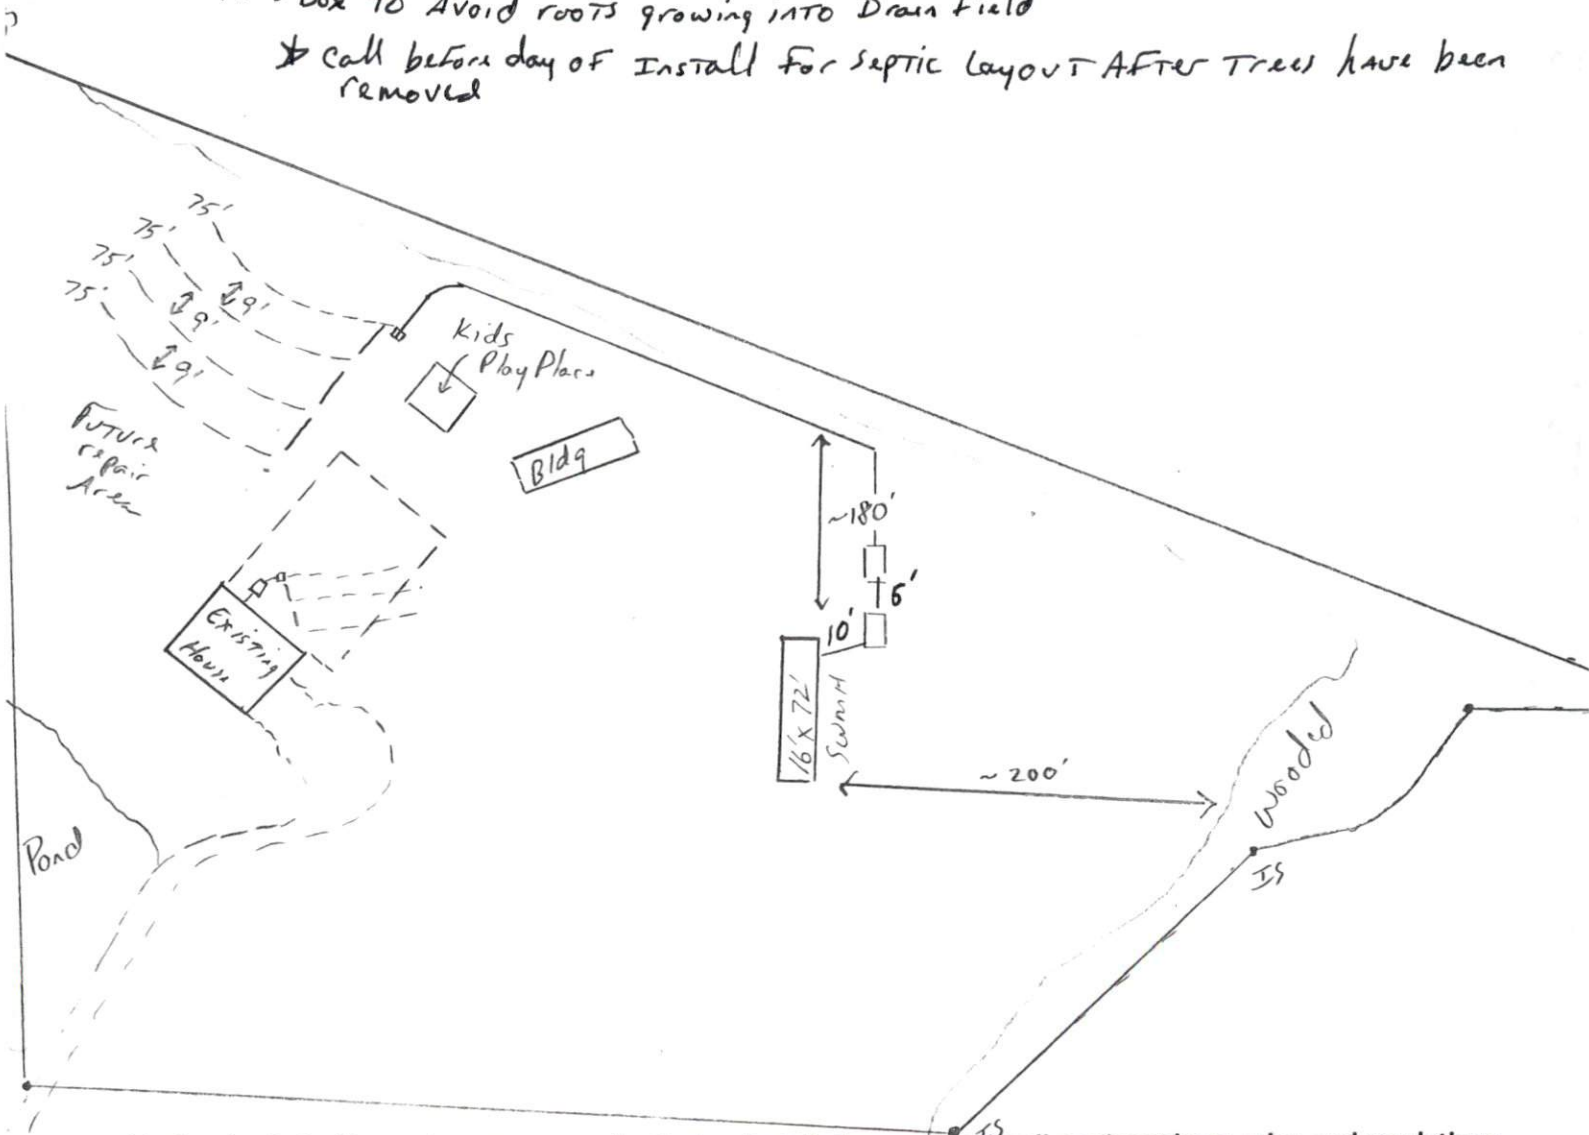 Box TO AVOID roots growing INTO Drain Field
* Call before day OF Install For Septic Layout AFTer Trees have been
removed
75'
75'
75'
75'
9'
9'
9'
Kids
Play Place
Future
repair
Area
Bldg
~180'
6'
10'
Existing
House
16' x 72'
SWMH
~200'
Wooded
Pond
IS
IS